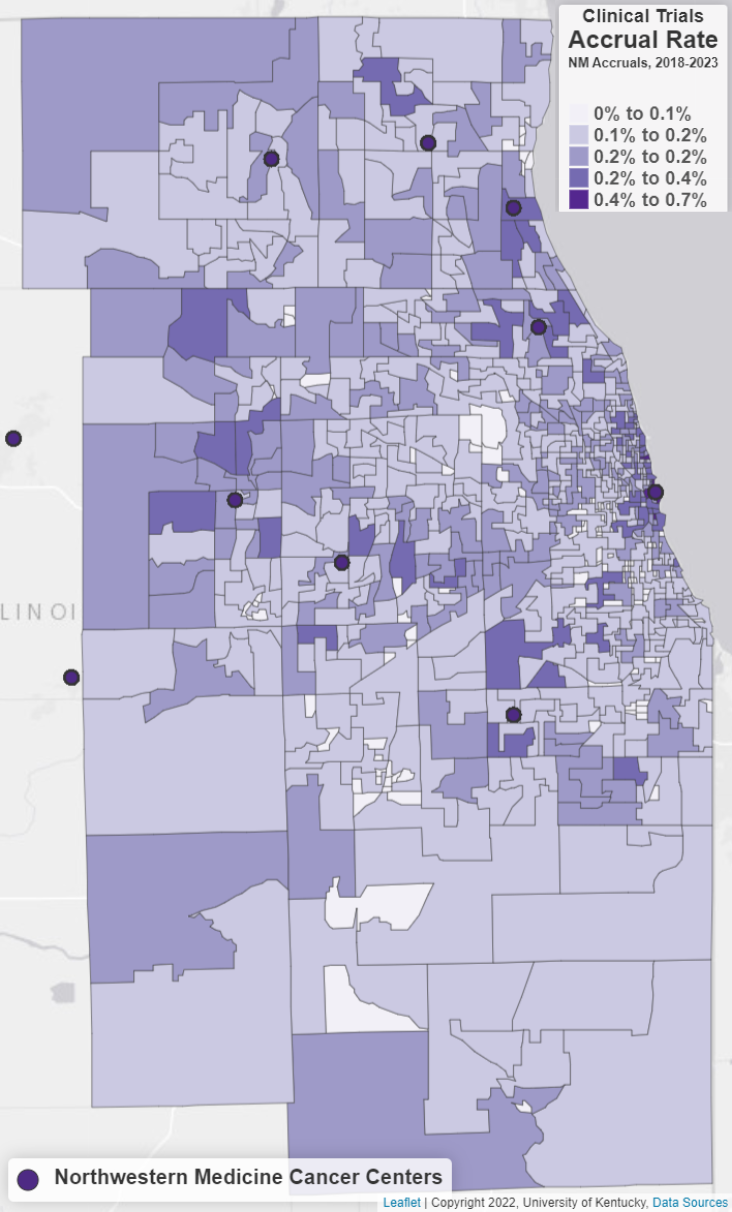 Clinical Trials
Accrual Rate
NM Accruals, 2018-2023
0% to 0.1%
0.1% to 0.2%
0.2% to 0.2%
0.2% to 0.4%
0.4% to 0.7%
LINOI
Northwestern Medicine Cancer Centers
Leaflet | Copyright 2022, University of Kentucky, Data Sources